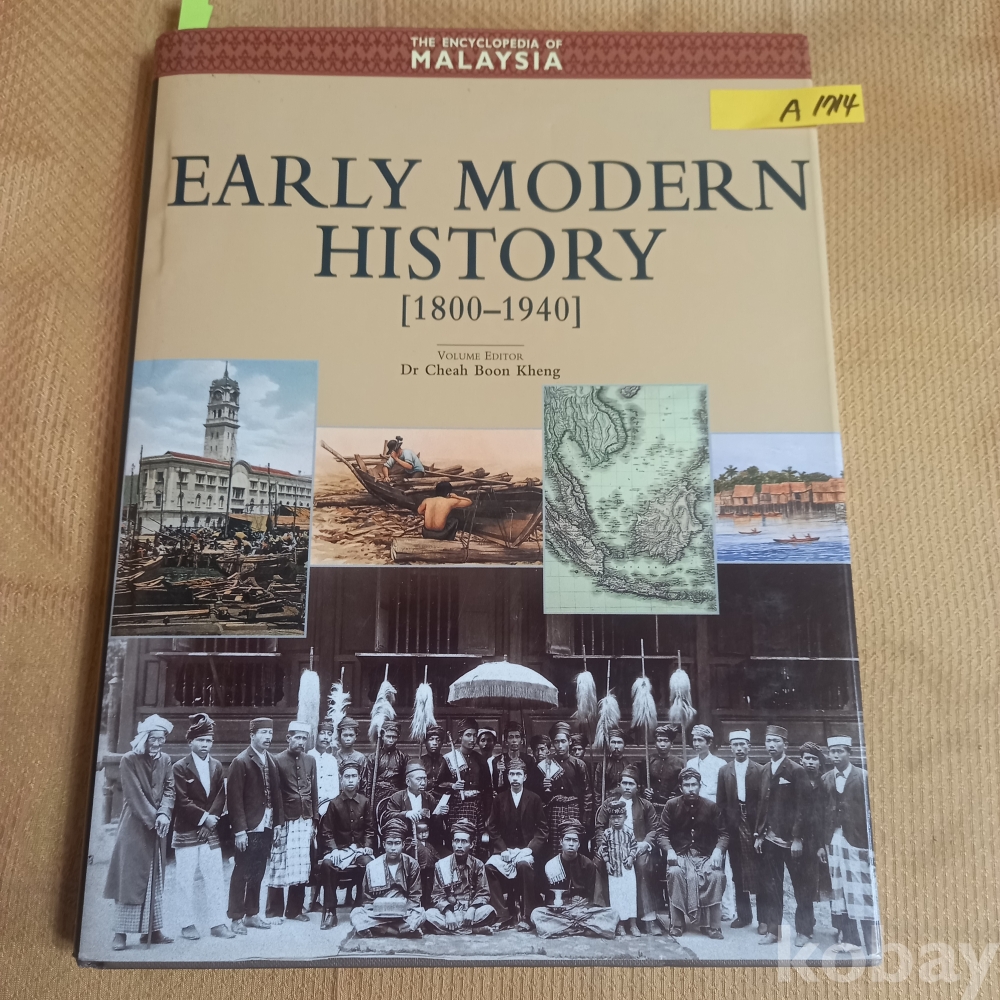 THE ENCYCLOPEDIA OF
MALAYSIA
A 1714
EARLY MODERN
HISTORY
[1800–1940]
VOLUME EDITOR
Dr Cheah Boon Kheng
kobay